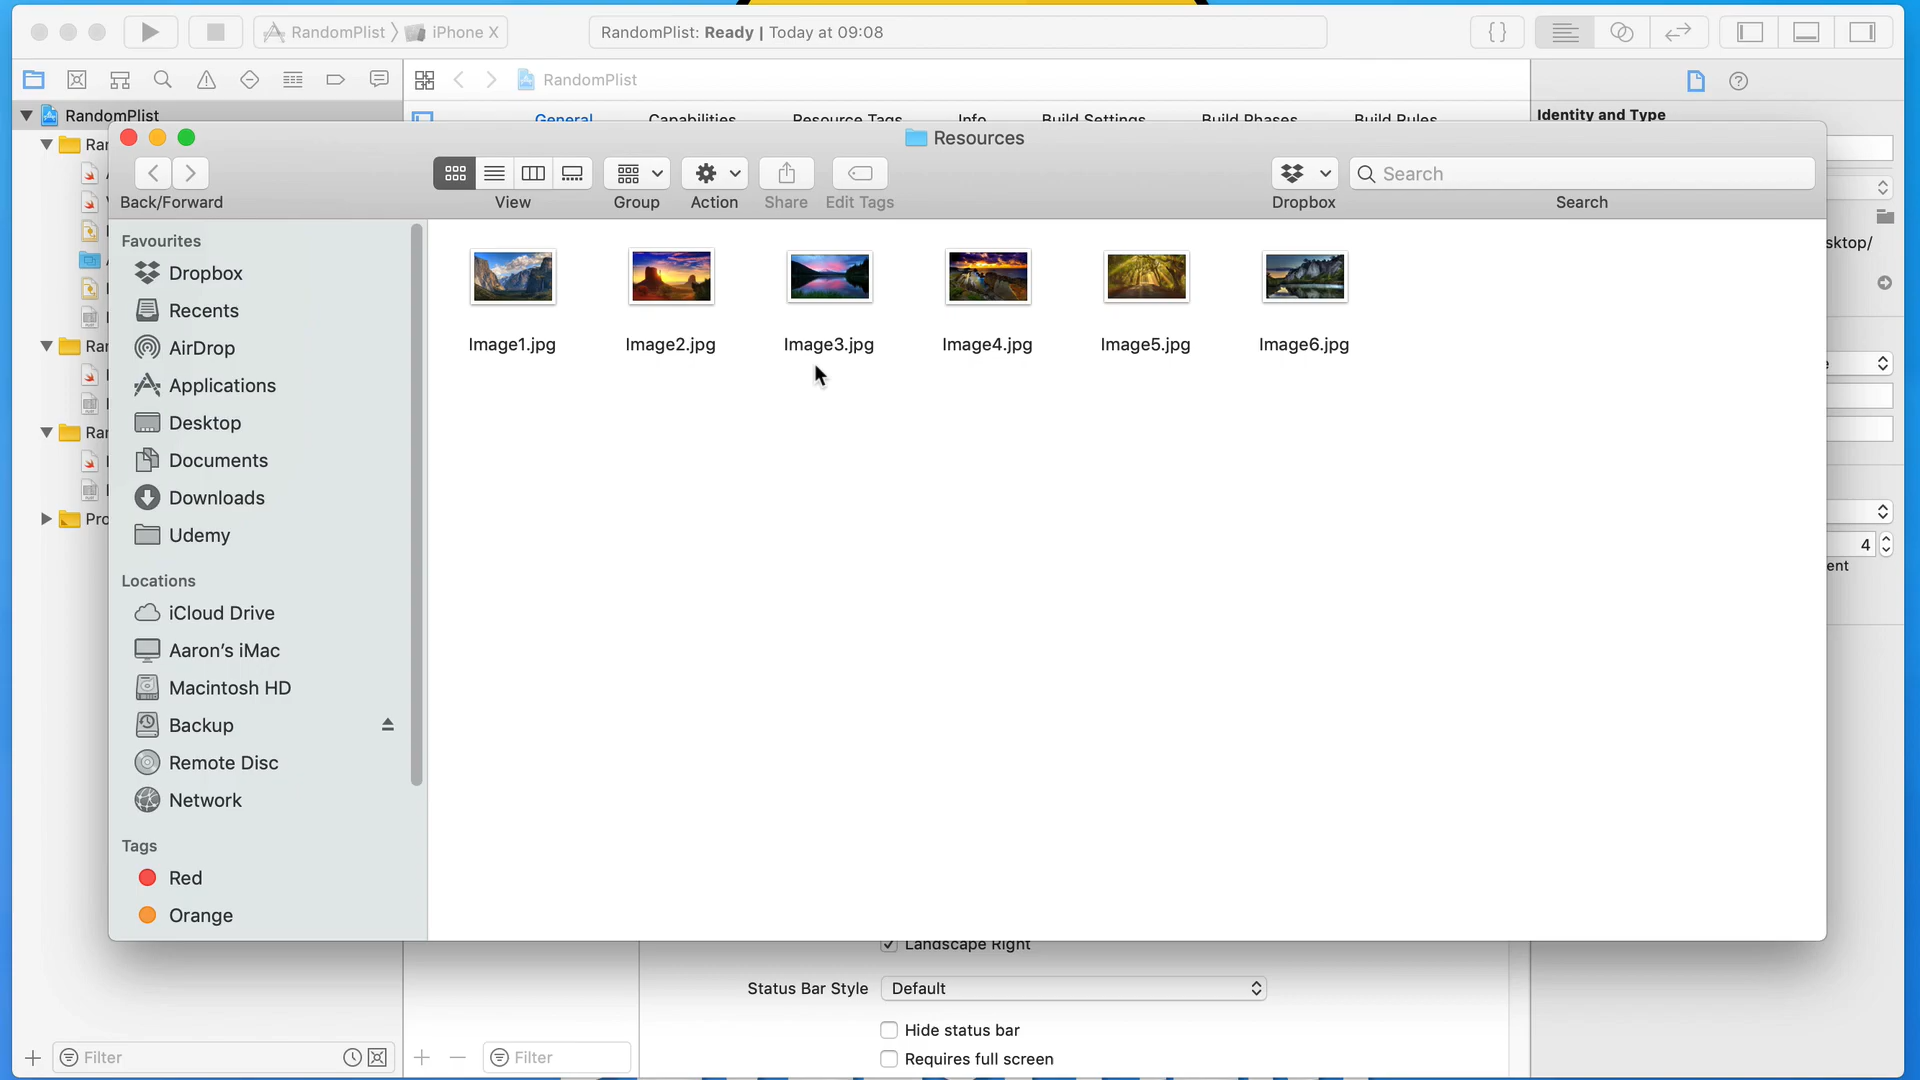 RandomPlist
iPhone X
RandomPlist: Ready | Today at 09:08
RandomPlist
RandomPlist
General
Capabilities
Resource Tags
Info
Build Settings
Build Phases
Build Rules
Identity and Type
Resources
Back/Forward
View
Group
Action
Share
Edit Tags
Dropbox
Search
Search
Favourites
Dropbox
Recents
AirDrop
Applications
Desktop
Documents
Downloads
Udemy
Locations
iCloud Drive
Aaron's iMac
Macintosh HD
Backup
Remote Disc
Network
Tags
Red
Orange
Image1.jpg
Image2.jpg
Image3.jpg
Image4.jpg
Image5.jpg
Image6.jpg
sktop/
4
ent
Landscape Right
Status Bar Style
Default
Hide status bar
Requires full screen
Filter
Filter